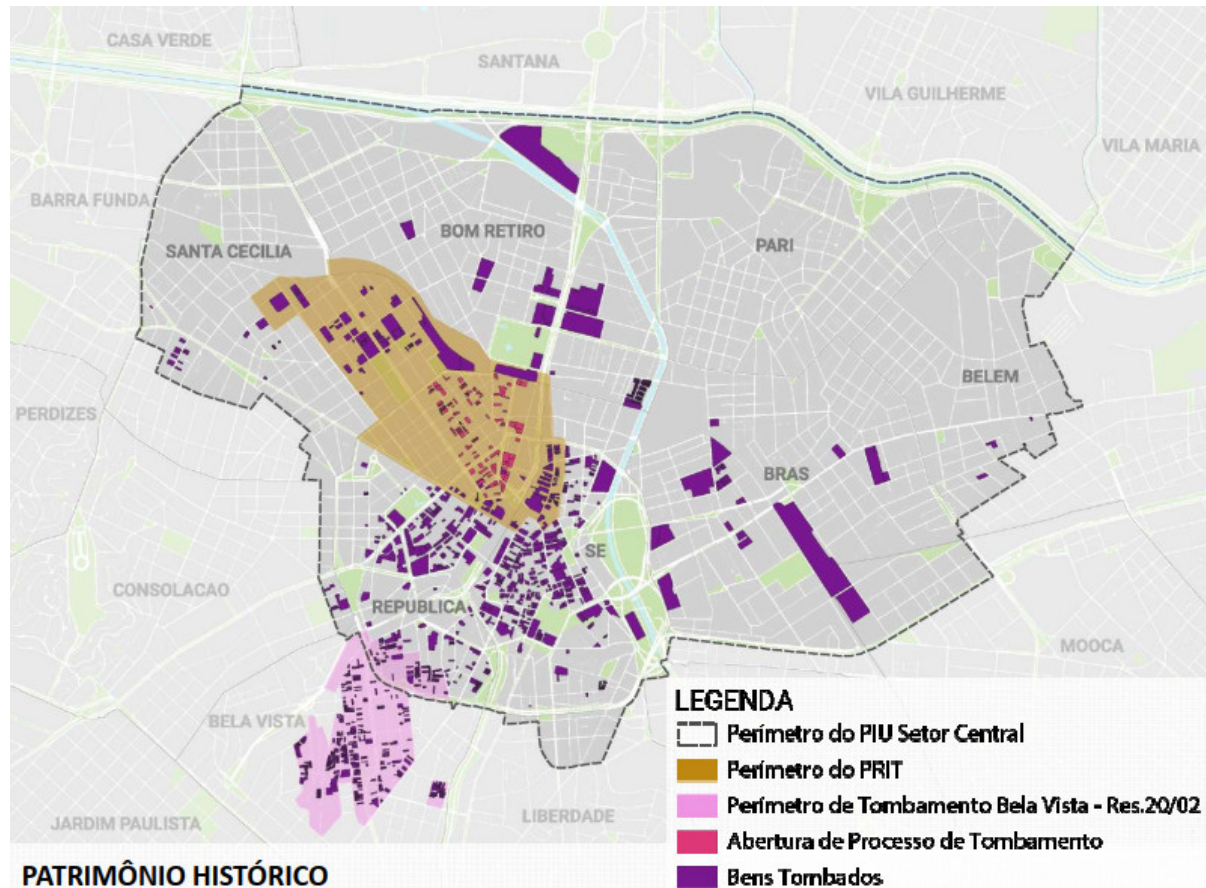 CASA VERDE
SANTANA
VILA GUILHERME
VILA MARIA
BARRA FUNDA
BOM RETIRO
PARI
SANTA CECILIA
BELEM
PERDIZES
BRAS
SE
CONSOLACAO
REPUBLICA
MOOCA
BELA VISTA
LIBERDADE
JARDIM PAULISTA
LEGENDA
Perímetro do PIU Setor Central
Perímetro do PRIT
Perímetro de Tombamento Bela Vista - Res.20/02
Abertura de Processo de Tombamento
Bens Tombados
PATRIMÔNIO HISTÓRICO